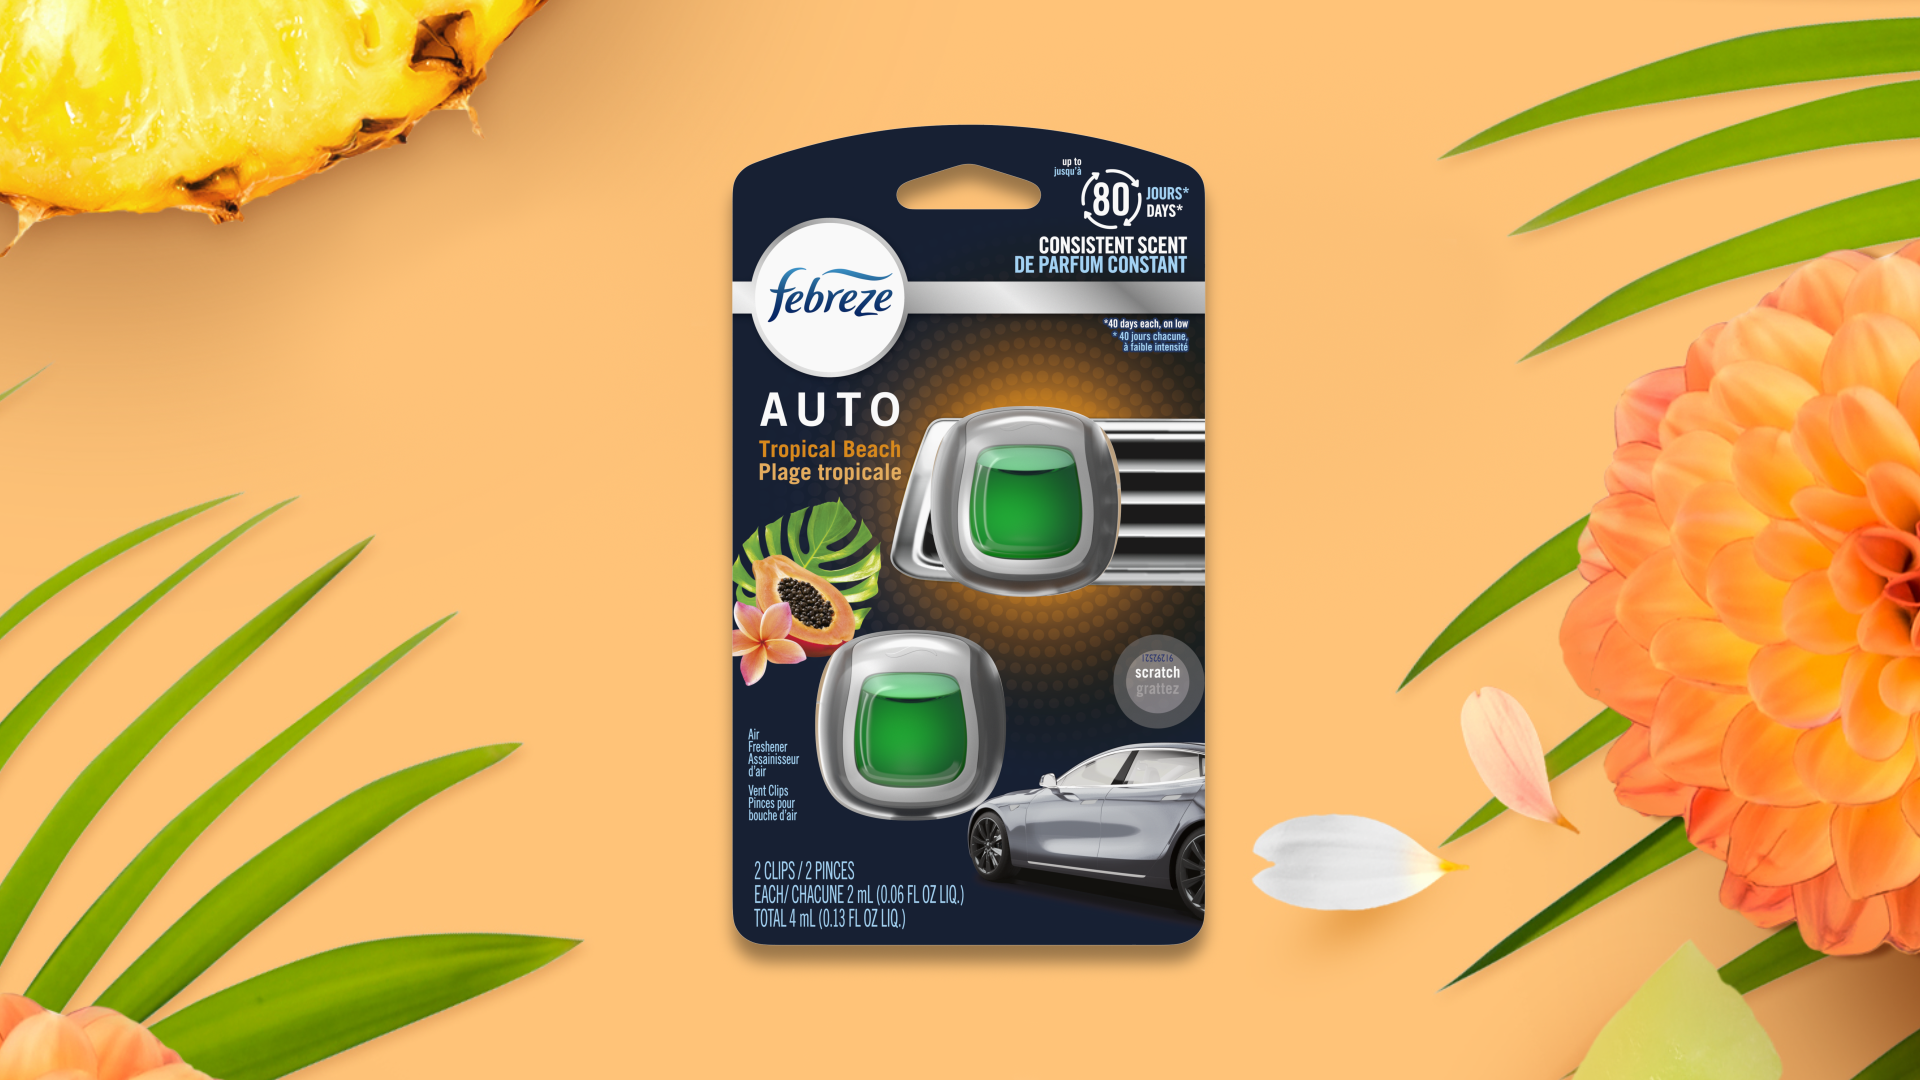 up to
jusqu'à
80
JOURS*
DAYS*
CONSISTENT SCENT
DE PARFUM CONSTANT
febreze
*40 days each, on low
* 40 jours chacune,
à faible intensité
AUTO
Tropical Beach
Plage tropicale
91292521
scratch
grattez
Air
Freshener
Assainisseur
d'air
Vent Clips
Pinces pour
bouche d'air
2 CLIPS / 2 PINCES
EACH/ CHACUNE 2 mL (0.06 FL OZ LIQ.)
TOTAL 4 mL (0.13 FL OZ LIQ.)